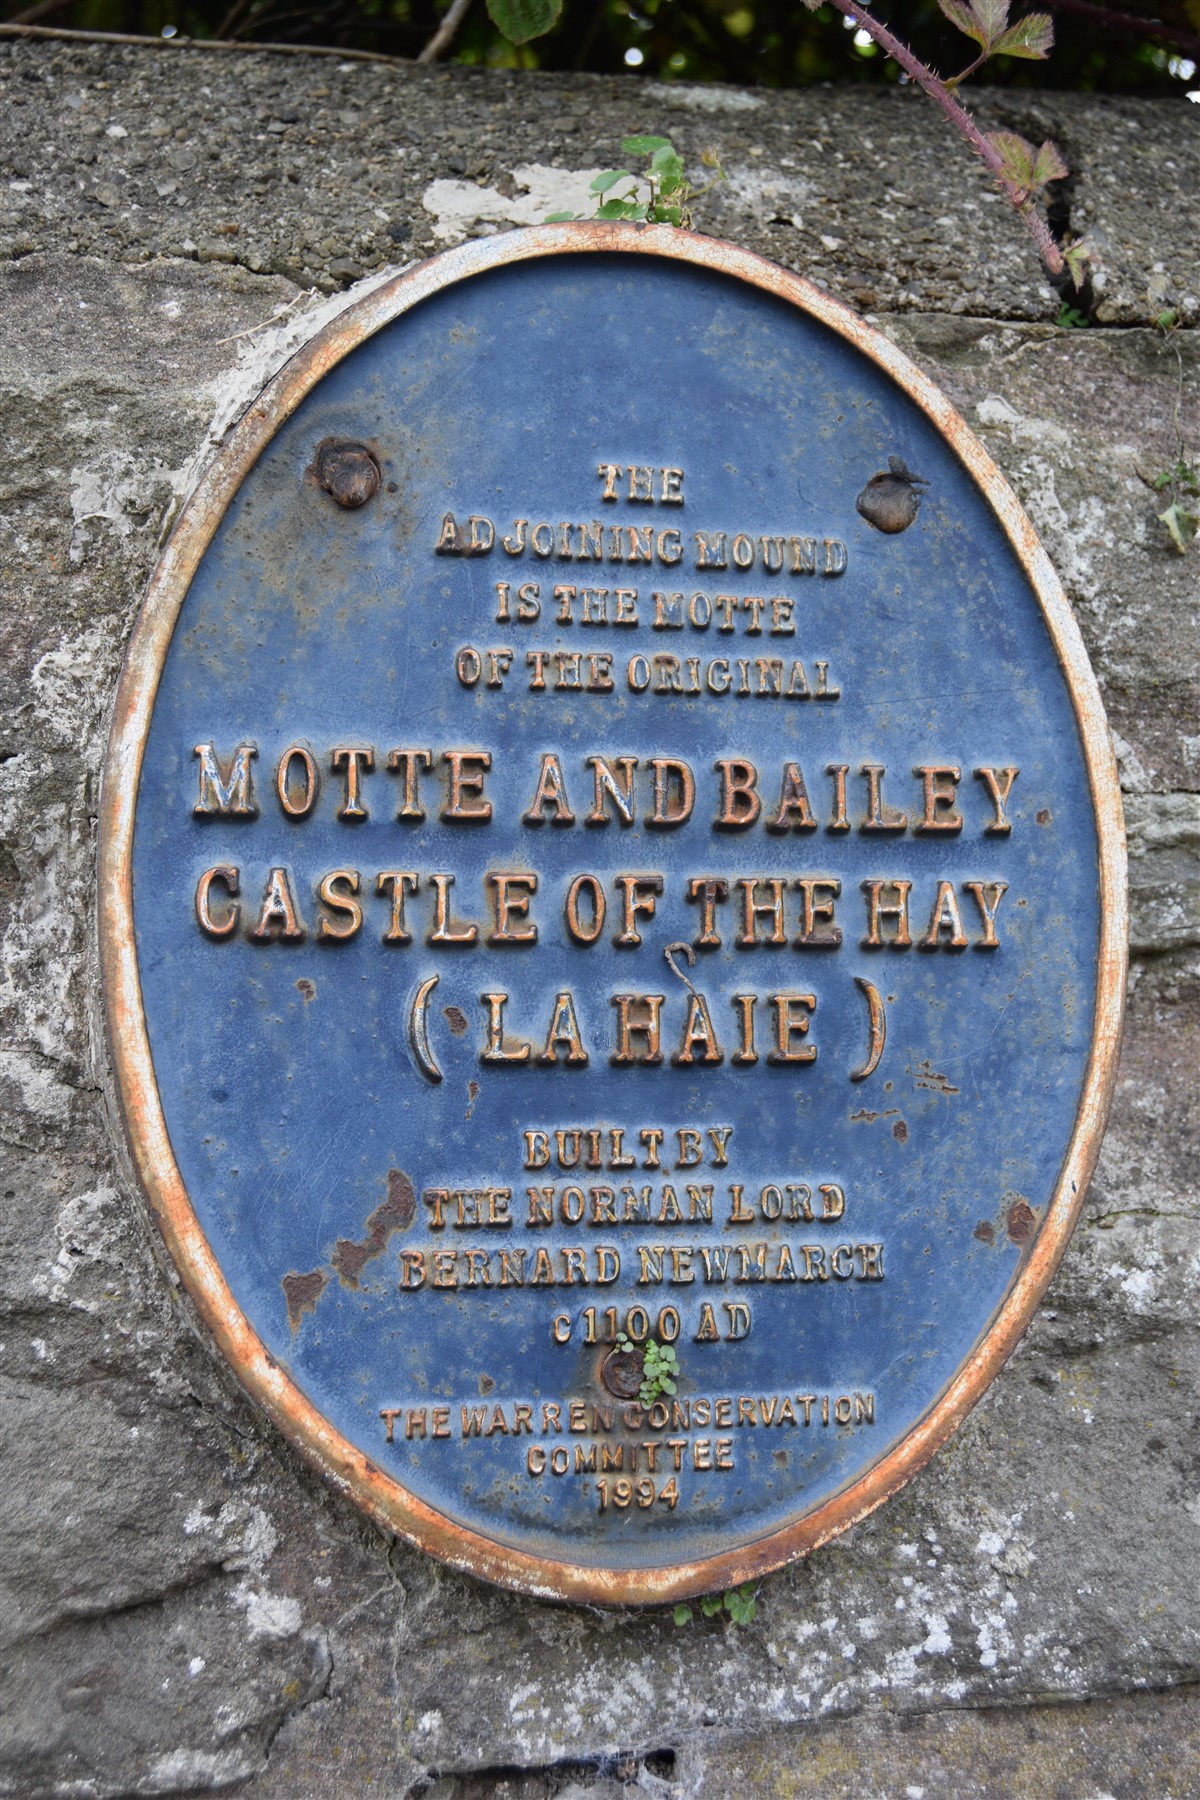 THE
ADJOINING MOUND
IS THE MOTTE
OF THE ORIGINAL
MOTTE AND BAILEY
CASTLE OF THE HAY
( LA HAIE )
BUILT BY
THE NORMAN LORD
BERNARD NEWMARCH
c 1100 AD
THE WARREN CONSERVATION
COMMITTEE
1994